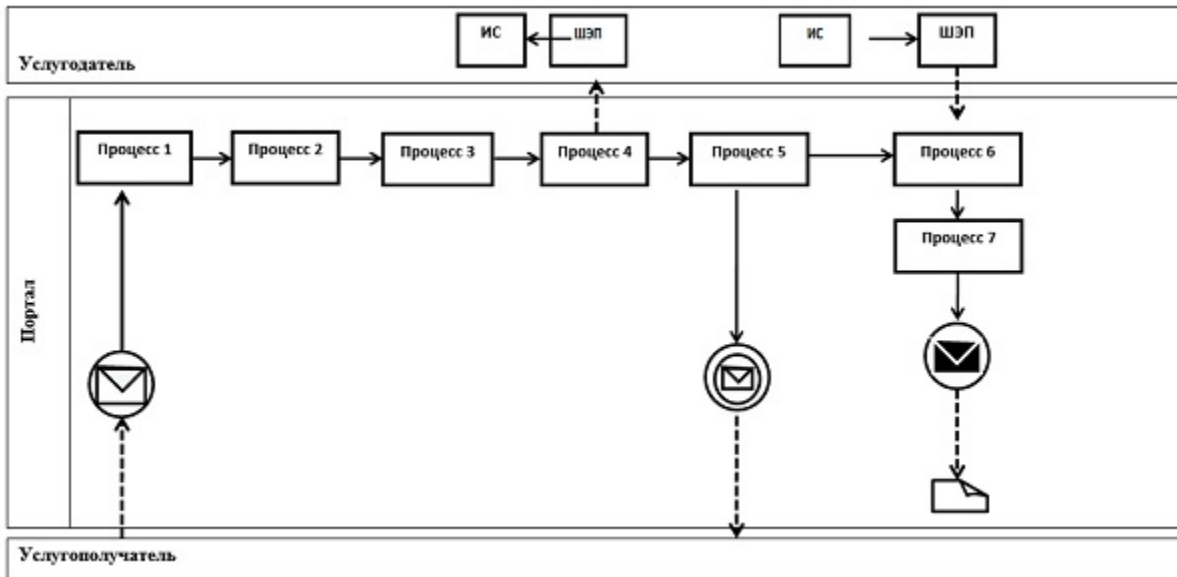 ИС
ШЭП
ИС
ШЭП
Услугодатель
Портал
Процесс 1
Процесс 2
Процесс 3
Процесс 4
Процесс 5
Процесс 6
Процесс 7
Услугополучатель